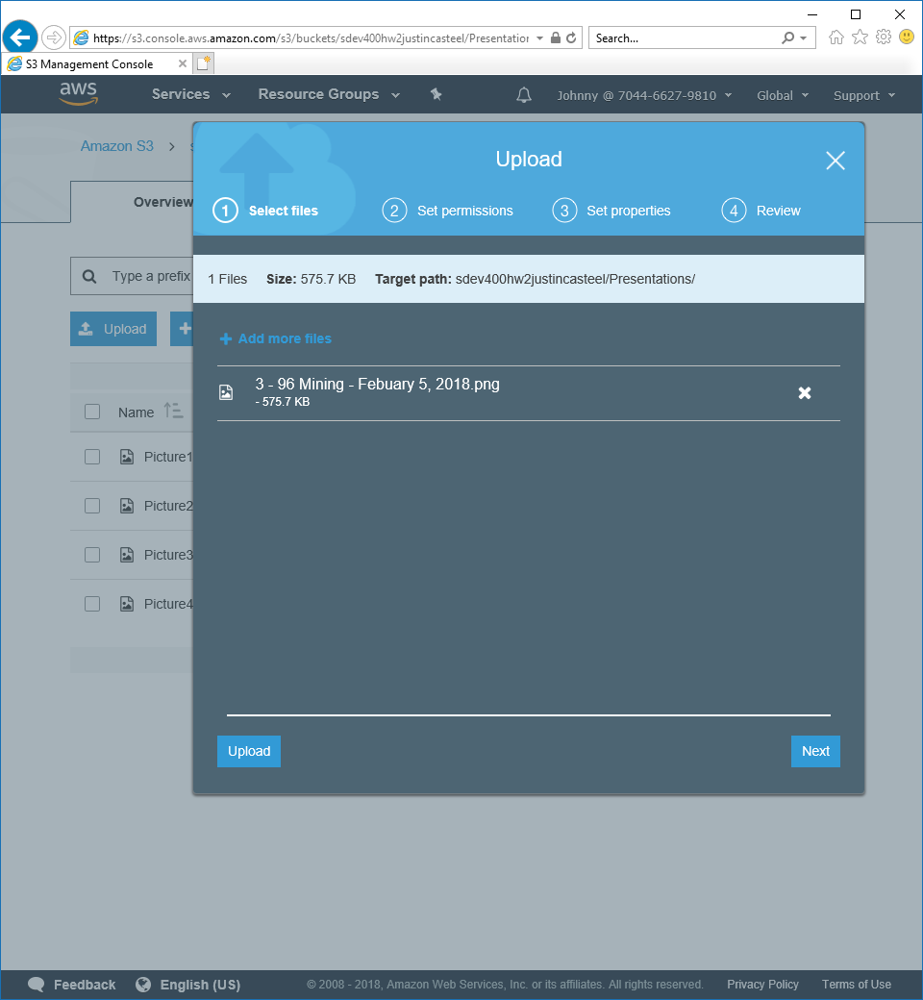 https://s3.console.aws.amazon.com/s3/buckets/sdev400hw2justincasteel/Presentation
Search...
S3 Management Console
aws
Services
Resource Groups
Johnny @ 7044-6627-9810
Global
Support
Amazon S3
Upload
1 Select files
2 Set permissions
3 Set properties
4 Review
Overview
1 Files Size: 575.7 KB Target path: sdev400hw2justincasteel/Presentations/
Type a prefix
Upload
Add more files
3 - 96 Mining - Febuary 5, 2018.png
- 575.7 KB
Name
Picture1
Picture2
Picture3
Picture4
Upload
Next
Feedback
English (US)
© 2008 - 2018, Amazon Web Services, Inc. or its affiliates. All rights reserved.
Privacy Policy
Terms of Use